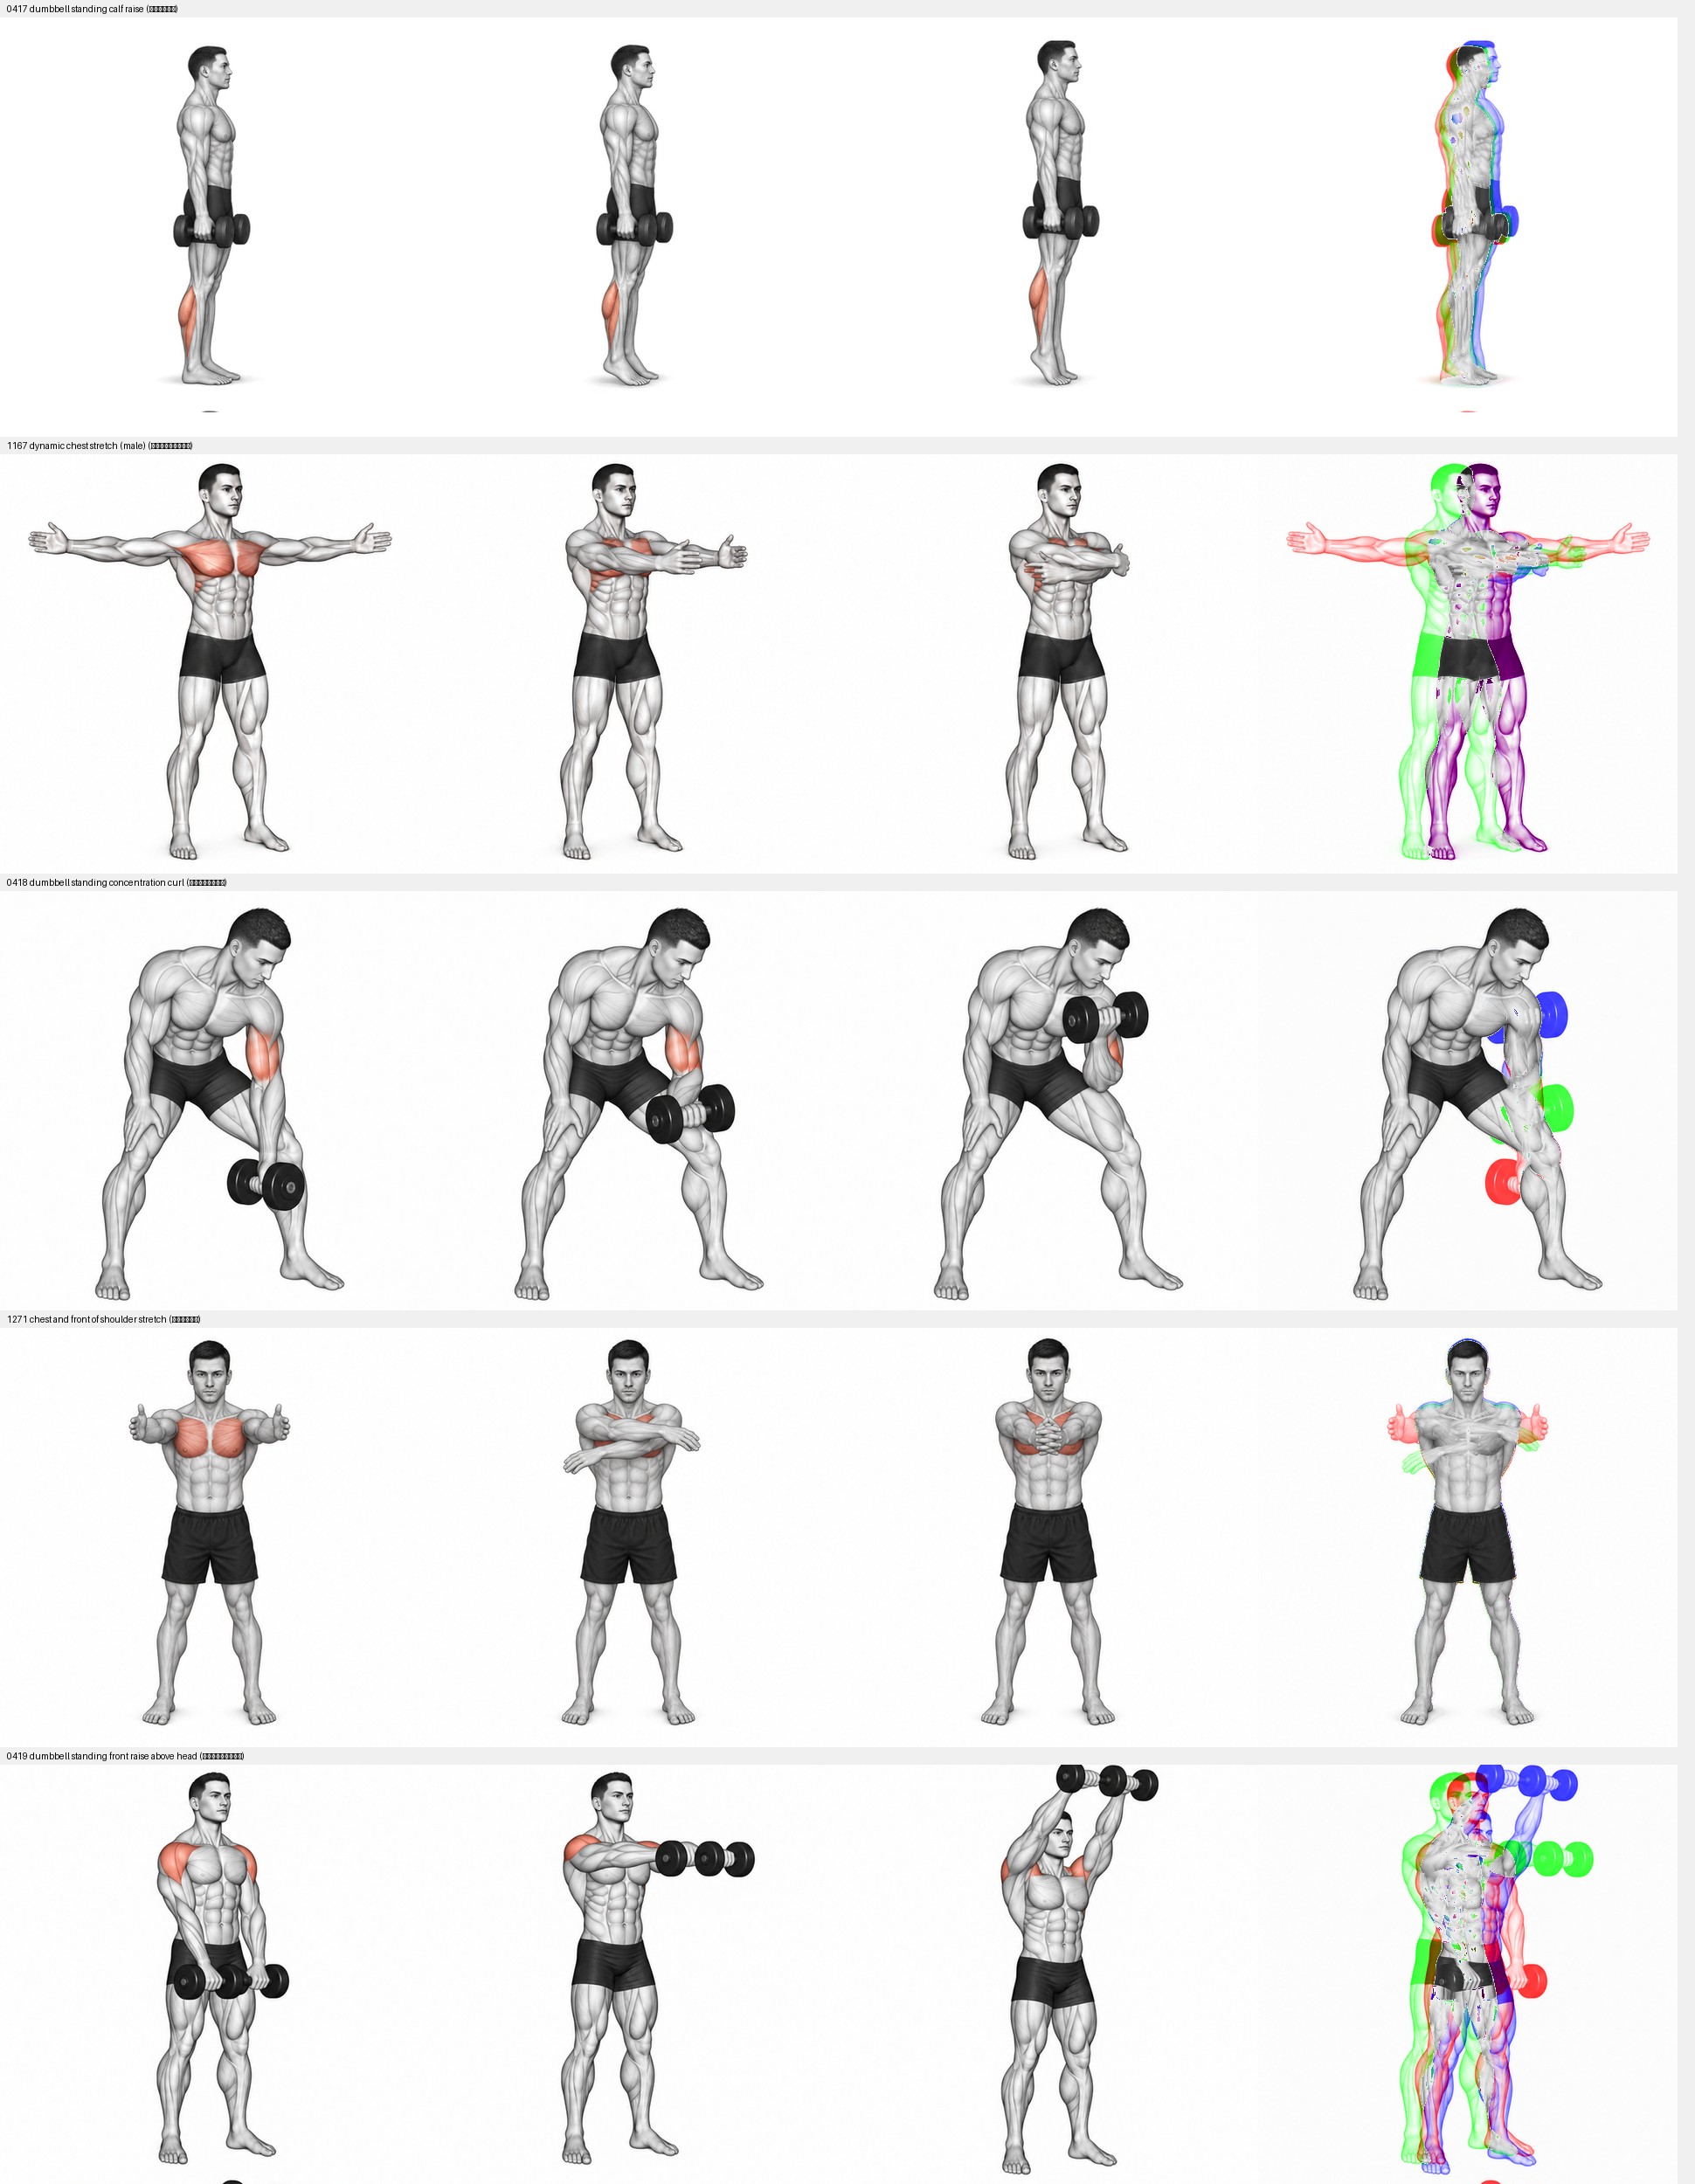 0417 dumbbell standing calf raise (□□□□□□)
1167 dynamic chest stretch (male) (□□□□□□□□□)
0418 dumbbell standing concentration curl (□□□□□□□□)
1271 chest and front of shoulder stretch (□□□□□□)
0419 dumbbell standing front raise above head (□□□□□□□□□)